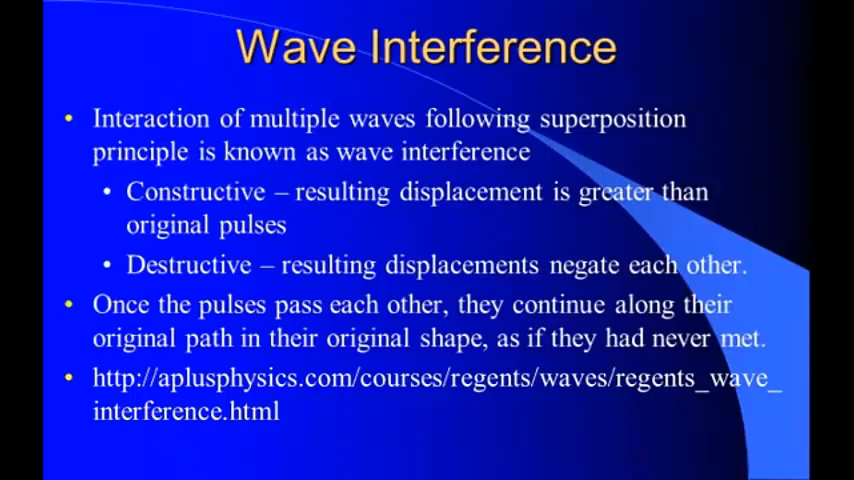 Wave Interference
• Interaction of multiple waves following superposition
principle is known as wave interference
• Constructive – resulting displacement is greater than
original pulses
• Destructive – resulting displacements negate each other.
• Once the pulses pass each other, they continue along their
original path in their original shape, as if they had never met.
• http://aplusphysics.com/courses/regents/waves/regents_wave_
interference.html